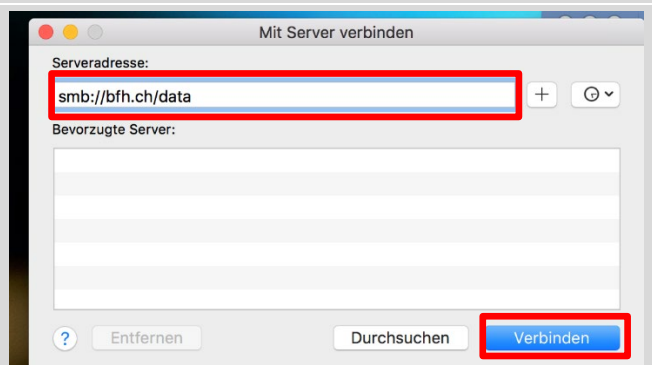 Mit Server verbinden
Serveradresse:
smb://bfh.ch/data
Bevorzugte Server:
? Entfernen Durchsuchen Verbinden